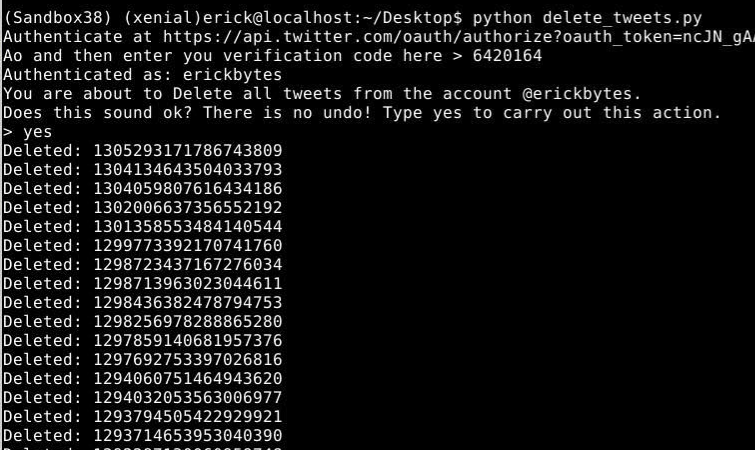 (Sandbox38) (xenial)erick@localhost:~/Desktop$ python delete_tweets.py
Authenticate at https://api.twitter.com/oauth/authorize?oauth_token=ncJN_gA
Ao and then enter you verification code here > 6420164
Authenticated as: erickbytes
You are about to Delete all tweets from the account @erickbytes.
Does this sound ok? There is no undo! Type yes to carry out this action.
> yes
Deleted: 1305293171786743809
Deleted: 1304134643504033793
Deleted: 1304059807616434186
Deleted: 1302006637356552192
Deleted: 1301358553484140544
Deleted: 1299773392170741760
Deleted: 1298723437167276034
Deleted: 1298713963023044611
Deleted: 1298436382478794753
Deleted: 1298256978288865280
Deleted: 1297859140681957376
Deleted: 1297692753397026816
Deleted: 1294060751464943620
Deleted: 1294032053563006977
Deleted: 1293794505422929921
Deleted: 1293714653953040390